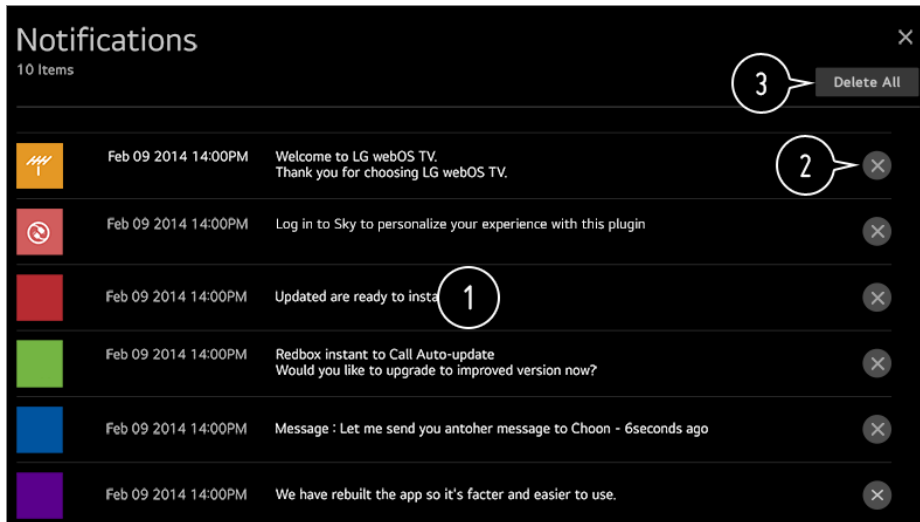 Notifications
10 Items
3
Delete All
Feb 09 2014 14:00PM
Welcome to LG webOS TV.
Thank you for choosing LG webOS TV.
2
Feb 09 2014 14:00PM
Log in to Sky to personalize your experience with this plugin
Feb 09 2014 14:00PM
Updated are ready to
1
Feb 09 2014 14:00PM
Redbox instant to Call Auto-update
Would you like to upgrade to improved version now?
Feb 09 2014 14:00PM
Message : Let me send you antoher message to Choon - 6seconds ago
Feb 09 2014 14:00PM
We have rebuilt the app so it's facter and easier to use.